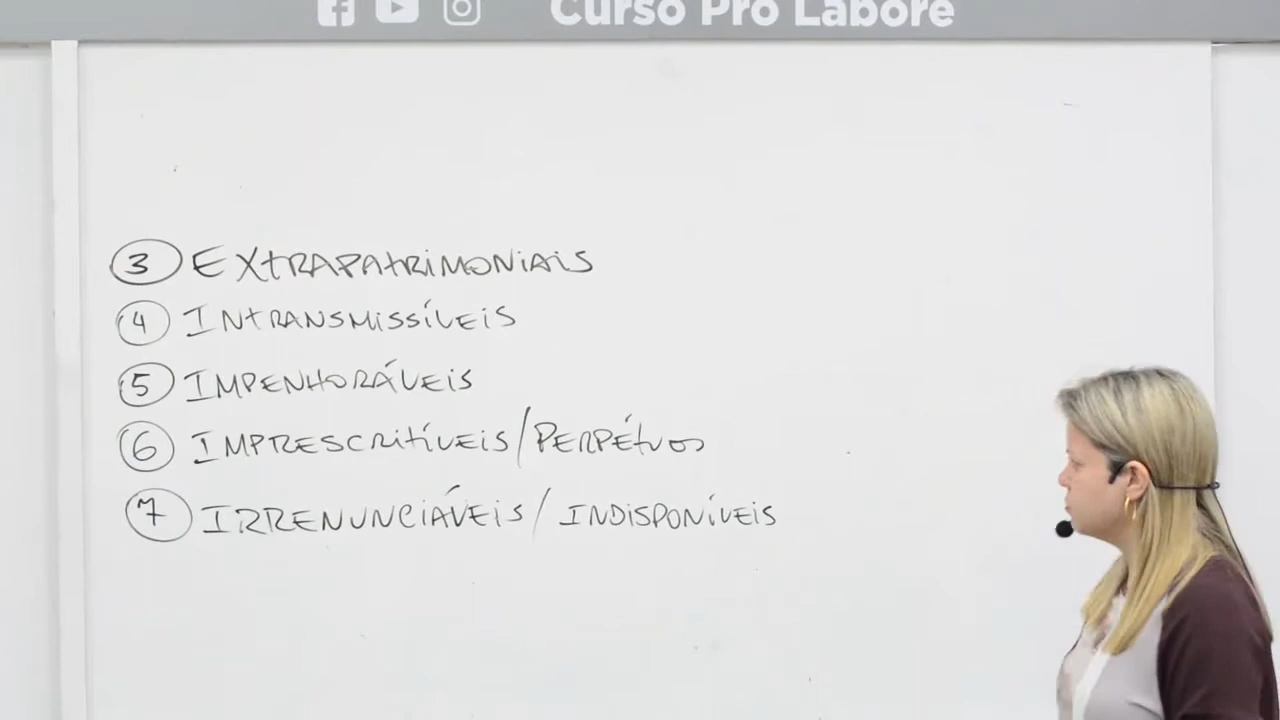 Curso Pro Labore
3 EXTRAPATRIMONIAIS
4 INTRANSMISSÍVEIS
5 IMPENHORÁVEIS
6 IMPRESCRITÍVEIS/PERPÉTUOS
7 IRRENUNCIÁVEIS/INDISPONÍVEIS